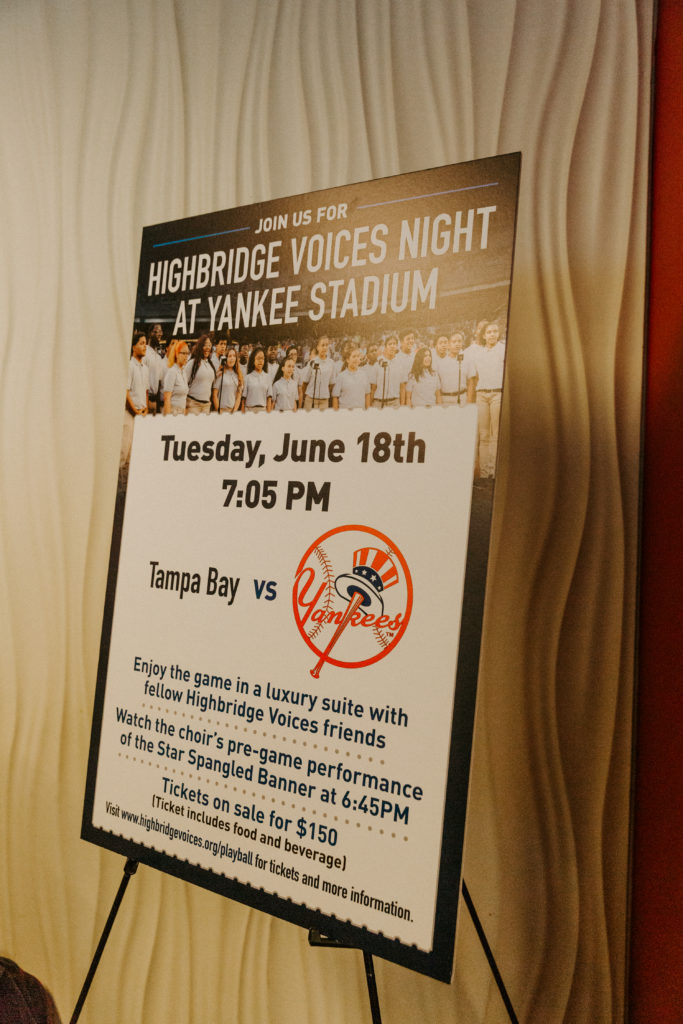 JOIN US FOR
HIGHBRIDGE VOICES NIGHT
AT YANKEE STADIUM
Tuesday, June 18th
7:05 PM
Tampa Bay vs Yankees TM
Enjoy the game in a luxury suite with
fellow Highbridge Voices friends
Watch the choir's pre-game performance
of the Star Spangled Banner at 6:45PM
Tickets on sale for $150
(Ticket includes food and beverage)
Visit www.highbridgevoices.org/playball for tickets and more information.